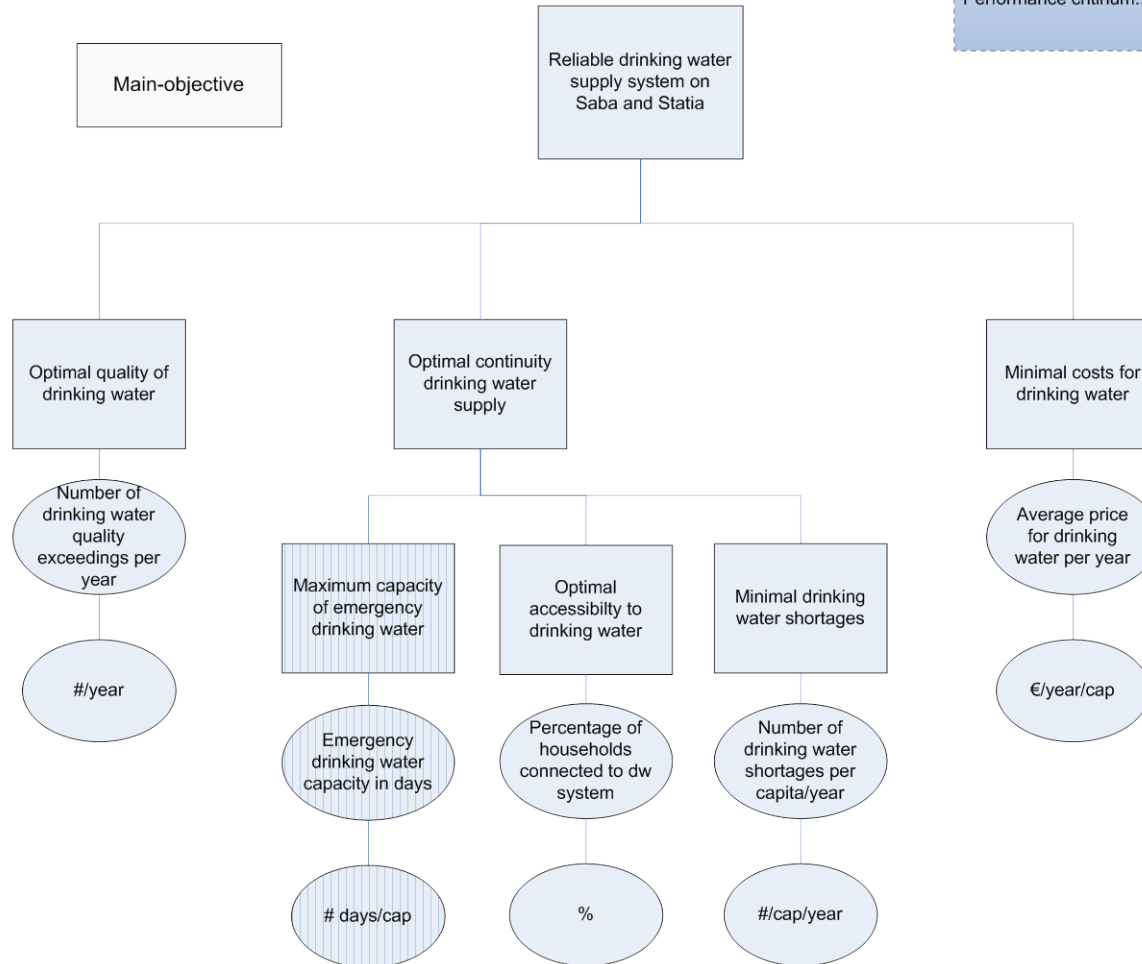 Performance critirium..
Main-objective
Reliable drinking water
supply system on
Saba and Statia
Optimal quality of
drinking water
Optimal continuity
drinking water
supply
Minimal costs for
drinking water
Number of
drinking water
quality
exceedings per
year
Average price
for drinking
water per year
Maximum capacity
of emergency
drinking water
Optimal
accessibilty to
drinking water
Minimal drinking
water shortages
#/year
€/year/cap
Emergency
drinking water
capacity in days
Percentage of
households
connected to dw
system
Number of
drinking water
shortages per
capita/year
# days/cap
%
#/cap/year